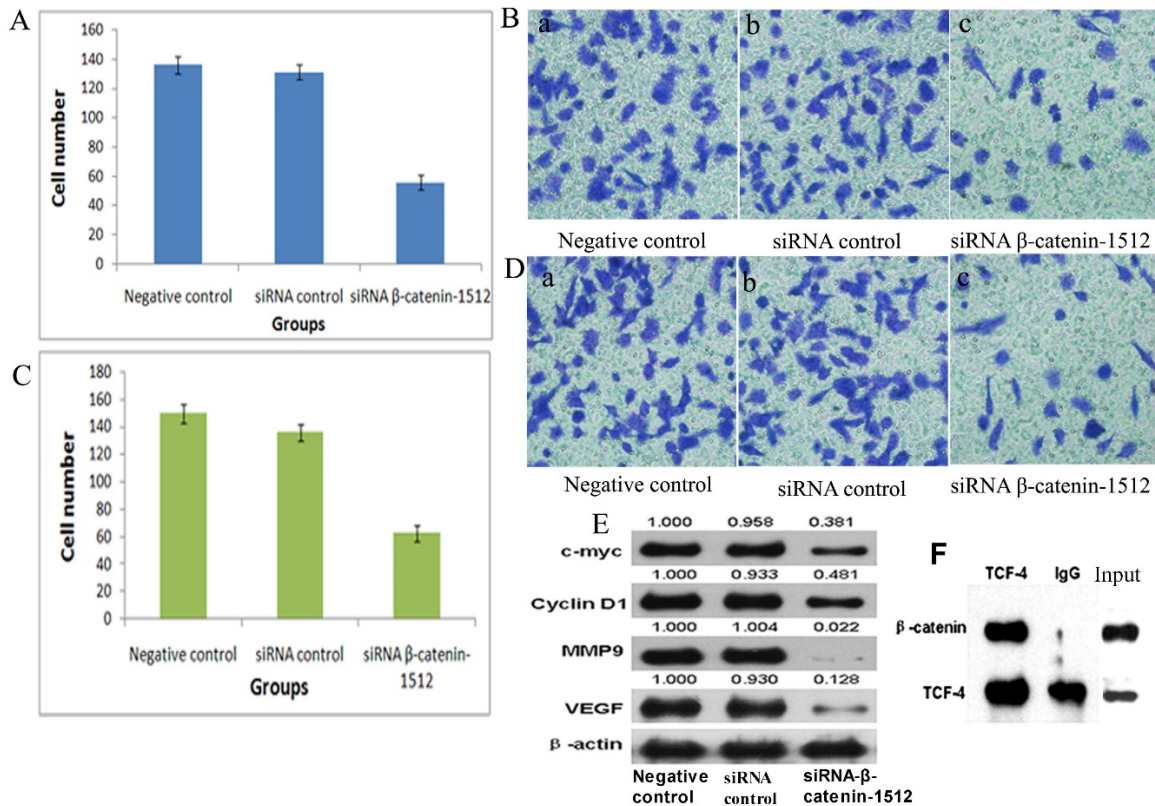 A
160
140
120
100
80
60
40
20
0
Cell number
Negative control
siRNA control
siRNA β-catenin-1512
Groups
B
a
b
c
Negative control
siRNA control
siRNA β-catenin-1512
C
180
160
140
120
100
80
60
40
20
0
Cell number
Negative control
siRNA control
siRNA β-catenin-
1512
Groups
D
a
b
c
Negative control
siRNA control
siRNA β-catenin-1512
E
1.000 0.958 0.381
c-myc
1.000 0.933 0.481
Cyclin D1
1.000 1.004 0.022
MMP9
1.000 0.930 0.128
VEGF
β-actin
Negative
control
siRNA
control
siRNA-β-
catenin-1512
F
TCF-4 IgG Input
β-catenin
TCF-4